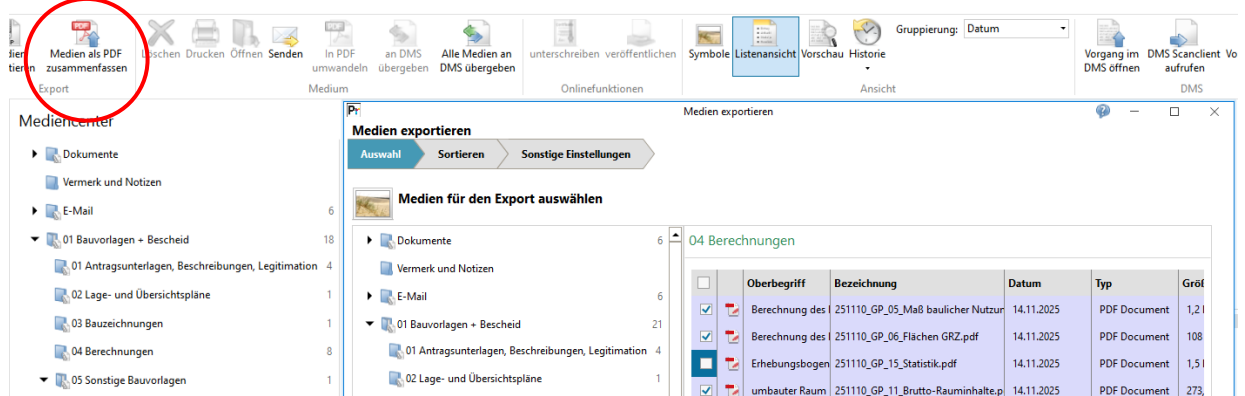 Medien als PDF zusammenfassen
Löschen Drucken Öffnen Senden
In PDF umwandeln
an DMS übergeben
Alle Medien an DMS übergeben
unterschreiben veröffentlichen
Symbole Listenansicht Vorschau Historie
Gruppierung: Datum
Vorgang im DMS öffnen
DMS Scanclient aufrufen
Export Medium Onlinefunktionen Ansicht DMS
Mediencenter
Dokumente
Vermerk und Notizen
E-Mail 6
01 Bauvorlagen + Bescheid 18
01 Antragsunterlagen, Beschreibungen, Legitimation 4
02 Lage- und Übersichtspläne 1
03 Bauzeichnungen 1
04 Berechnungen 8
05 Sonstige Bauvorlagen 1
Medien exportieren
Medien exportieren
Auswahl Sortieren Sonstige Einstellungen
Medien für den Export auswählen
Dokumente 6
Vermerk und Notizen
E-Mail 6
01 Bauvorlagen + Bescheid 21
01 Antragsunterlagen, Beschreibungen, Legitimation 4
02 Lage- und Übersichtspläne 1
04 Berechnungen
Oberbegriff Bezeichnung Datum Typ
Berechnung des 251110_GP_05_Maß baulicher Nutzur 14.11.2025 PDF Document 1,2
Berechnung des 251110_GP_06_Flächen GRZ.pdf 14.11.2025 PDF Document 108
Erhebungsbogen 251110_GP_15_Statistik.pdf 14.11.2025 PDF Document 1,5
umbauter Raum 251110_GP_11_Brutto-Rauminhalte.p 14.11.2025 PDF Document 273,